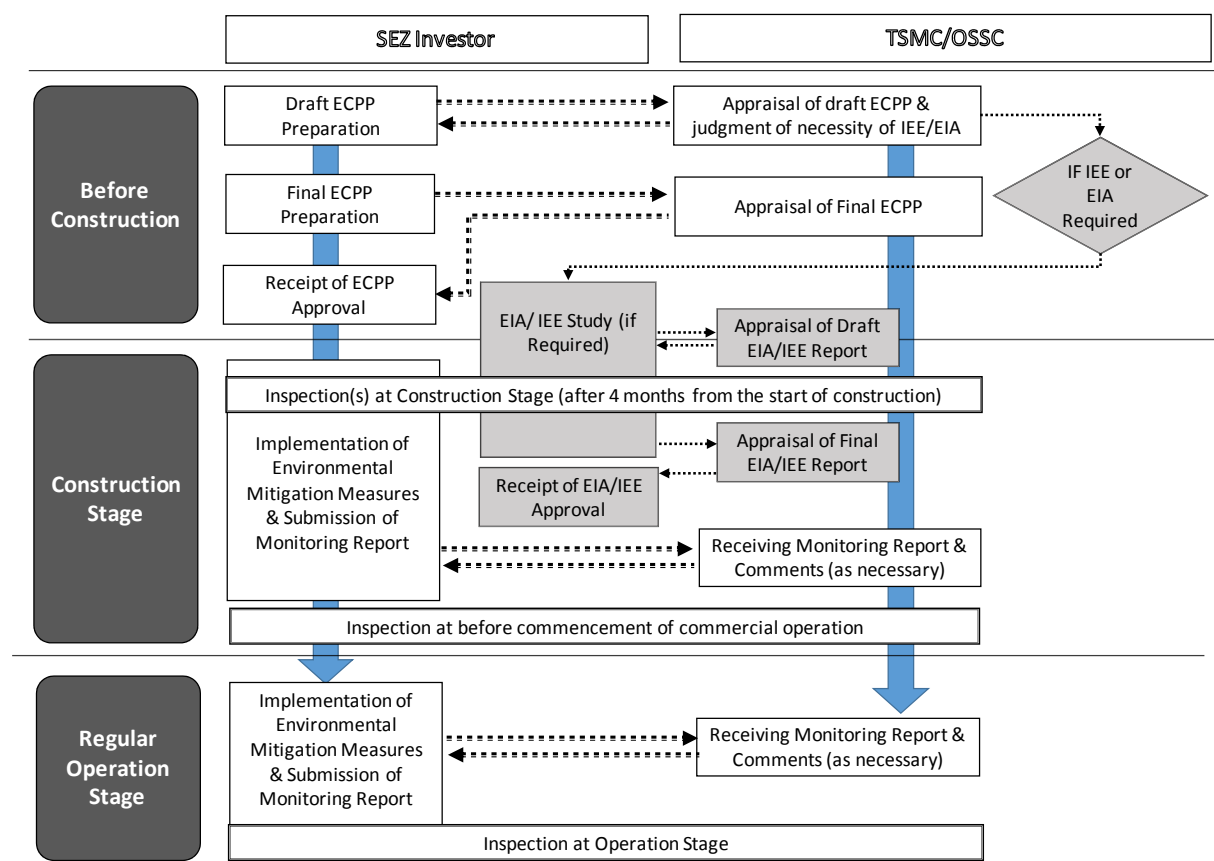 SEZ Investor
TSMC/OSSC
Before
Construction
Draft ECPP
Preparation
Appraisal of draft ECPP &
judgment of necessity of IEE/EIA
IF IEE or
EIA
Required
Final ECPP
Preparation
Appraisal of Final ECPP
Receipt of ECPP
Approval
EIA/ IEE Study (if
Required)
Appraisal of Draft
EIA/IEE Report
Construction
Stage
Inspection(s) at Construction Stage (after 4 months from the start of construction)
Implementation of
Environmental
Mitigation Measures
& Submission of
Monitoring Report
Appraisal of Final
EIA/IEE Report
Receipt of EIA/IEE
Approval
Receiving Monitoring Report &
Comments (as necessary)
Inspection at before commencement of commercial operation
Regular
Operation
Stage
Implementation of
Environmental
Mitigation Measures
& Submission of
Monitoring Report
Receiving Monitoring Report &
Comments (as necessary)
Inspection at Operation Stage